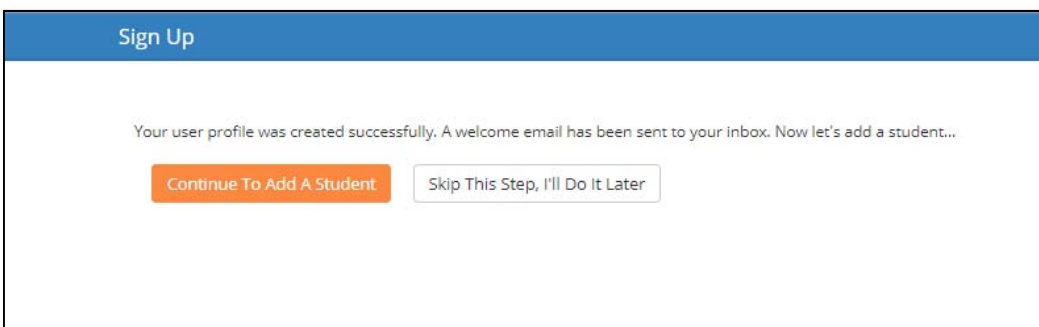 Sign Up
Your user profile was created successfully. A welcome email has been sent to your inbox. Now let's add a student...
Continue To Add A Student
Skip This Step, I'll Do It Later